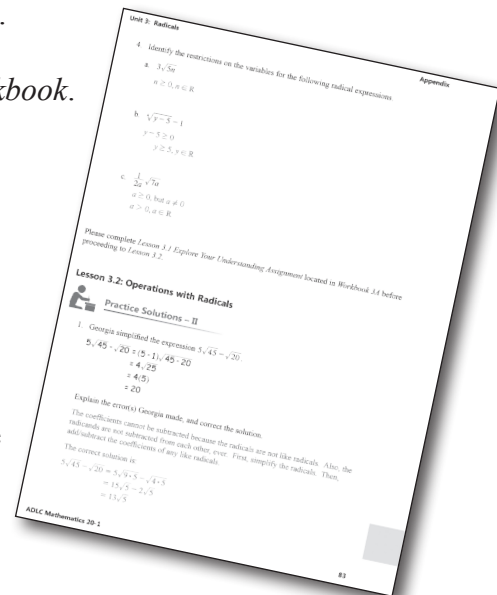 .
kbook.
Unit 3: Radicals
Appendix
4. Identify the restrictions on the variables for the following radical expressions.
a. 3√5n
n ≥ 0, n ∈ R
b. √y − 5 − 1
y − 5 ≥ 0
y ≥ 5, y ∈ R
c. 1/2a √7a
a ≥ 0, but a ≠ 0
a > 0, a ∈ R
Please complete Lesson 3.1 Explore Your Understanding Assignment located in Workbook 3A before
proceeding to Lesson 3.2.
Lesson 3.2: Operations with Radicals
Practice Solutions – II
1. Georgia simplified the expression 5√45 − √20.
5√45 - √20 = (5 - 1)√45 - 20
= 4√25
= 4(5)
= 20
Explain the error(s) Georgia made, and correct the solution.
The coefficients cannot be subtracted because the radicals are not like radicals. Also, the
radicands are not subtracted from each other, ever. First, simplify the radicals. Then,
add/subtract the coefficients of any like radicals.
The correct solution is:
5√45 − √20 = 5√9 • 5 − √4 • 5
= 15√5 − 2√5
= 13√5
ADLC Mathematics 20-1
83